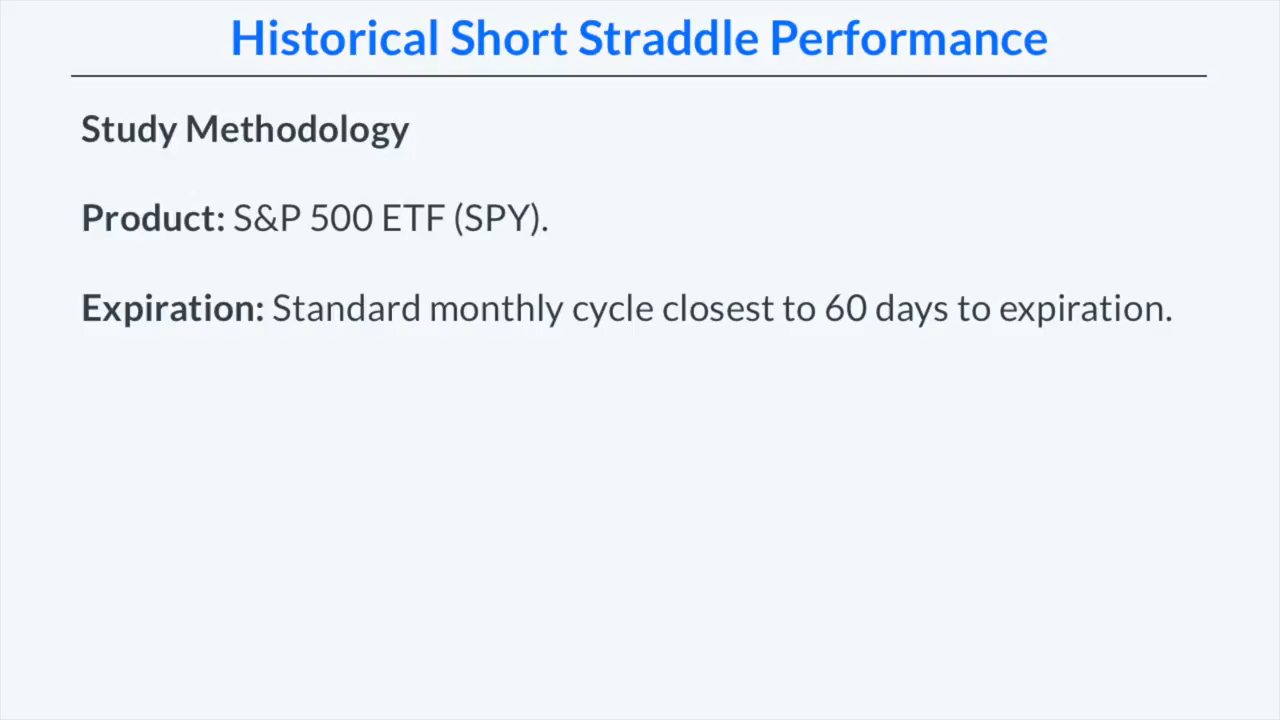 Historical Short Straddle Performance
Study Methodology
Product: S&P 500 ETF (SPY).
Expiration: Standard monthly cycle closest to 60 days to expiration.